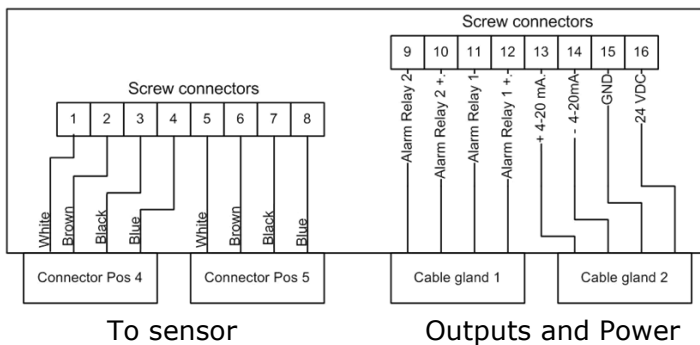 Screw connectors
9 10 11 12 13 14 15 16
Alarm Relay 2-
Alarm Relay 2 +.
Alarm Relay 1-
Alarm Relay 1 +.
+ 4-20 mA.
- 4-20mA
GND
24 VDC
Screw connectors
1 2 3 4 5 6 7 8
White
Brown
Black
Blue
White
Brown
Black
Blue
Connector Pos 4
Connector Pos 5
Cable gland 1
Cable gland 2
To sensor
Outputs and Power